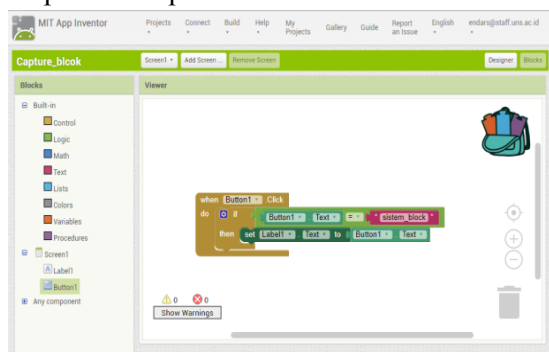 MIT App Inventor
Projects Connect Build Help My Projects Gallery Guide Report an Issue English endars@staff.uns.ac.id
Capture_blcok
Screen1 Add Screen ... Remove Screen Designer Blocks
Blocks
Viewer
Built-in
Control
Logic
Math
Text
Lists
Colors
Variables
Procedures
Screen1
Label1
Button1
Any component
when Button1 Click
do if Button1 . Text = " sistem_block "
then set Label1 . Text to Button1 . Text
0 0
Show Warnings